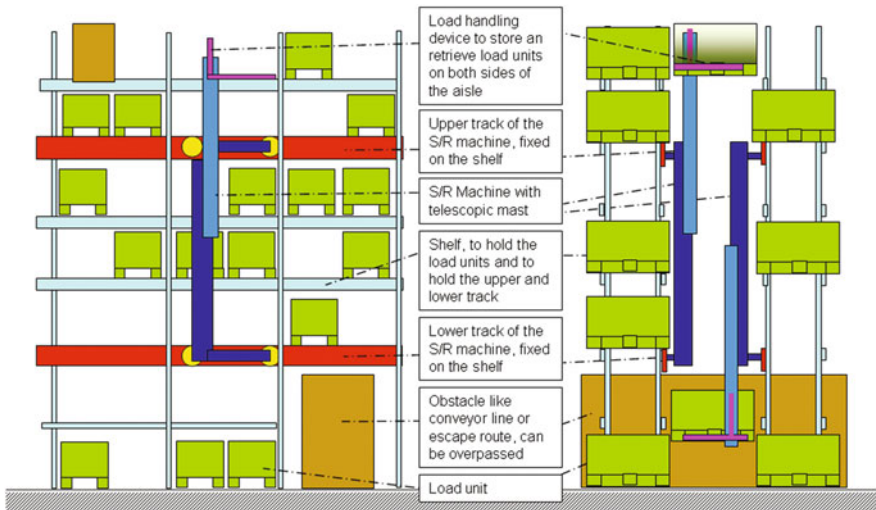 Load handling
device to store an
retrieve load units
on both sides of
the aisle
Upper track of the
S/R machine, fixed
on the shelf
S/R Machine with
telescopic mast
Shelf, to hold the
load units and to
hold the upper and
lower track
Lower track of the
S/R machine, fixed
on the shelf
Obstacle like
conveyor line or
escape route, can
be overpassed
Load unit